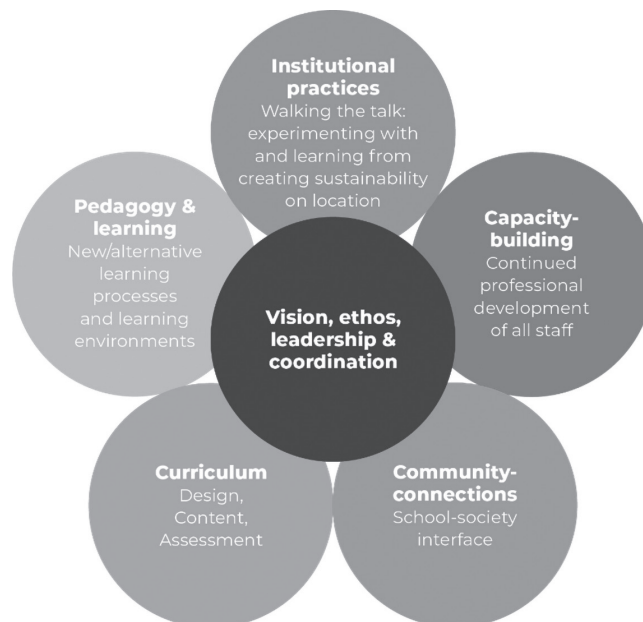 Institutional
practices
Walking the talk:
experimenting with
and learning from
creating sustainability
on location
Pedagogy &
learning
New/alternative
learning
processes
and learning
environments
Capacity-
building
Continued
professional
development
of all staff
Vision, ethos,
leadership &
coordination
Curriculum
Design,
Content,
Assessment
Community-
connections
School-society
interface